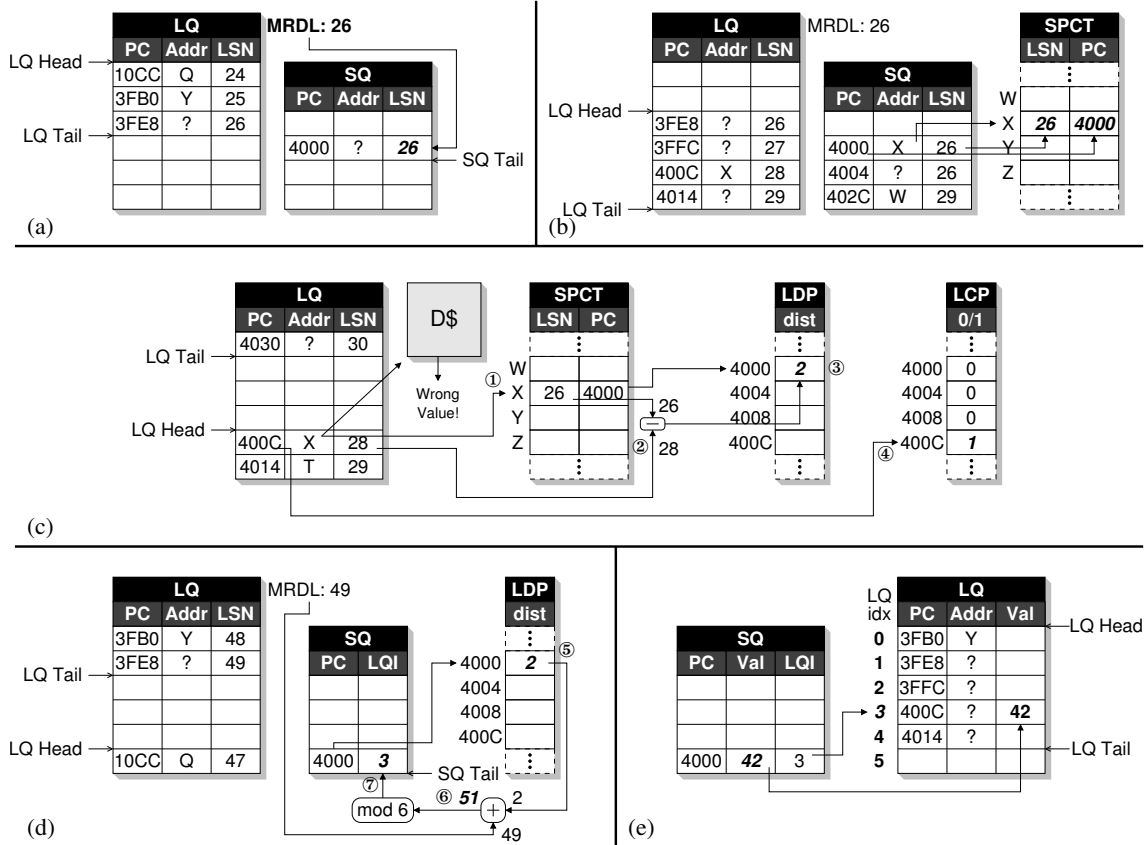 LQ
MRDL: 26
PC Addr LSN
LQ Head
10CC Q 24
3FB0 Y 25
3FE8 ? 26
LQ Tail
SQ
PC Addr LSN
4000 ? 26
SQ Tail
(a)
LQ
MRDL: 26
PC Addr LSN
LQ Head
3FE8 ? 26
3FFC ? 27
400C X 28
4014 ? 29
LQ Tail
SQ
PC Addr LSN
4000 X 26
4004 ? 26
402C W 29
SPCT
LSN PC
W
X 26 4000
Y
Z
(b)
LQ
PC Addr LSN
4030 ? 30
LQ Tail
LQ Head
400C X 28
4014 T 29
D$
Wrong
Value!
SPCT
LSN PC
W
① X 26 4000
Y
Z
26
② −
28
LDP
dist
4000 2 ③
4004
4008
400C
LCP
0/1
4000 0
4004 0
4008 0
④ 400C 1
(c)
LQ
MRDL: 49
PC Addr LSN
3FB0 Y 48
3FE8 ? 49
LQ Tail
LQ Head
10CC Q 47
SQ
PC LQI
4000 3
SQ Tail
LDP
dist
⑤
4000 2
4004
4008
400C
⑦ ⑥ 51 2
mod 6 +
49
(d)
SQ
PC Val LQI
4000 42 3
LQ
idx
LQ
PC Addr Val
LQ Head
0 3FB0 Y
1 3FE8 ?
2 3FFC ?
3 400C ? 42
4 4014 ?
LQ Tail
5
(e)